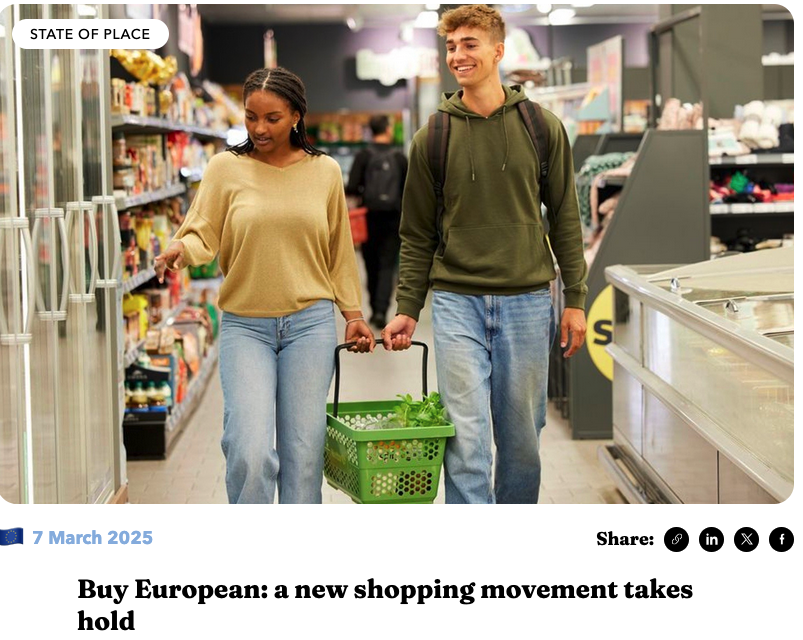 STATE OF PLACE
S
7 March 2025
Share:
Buy European: a new shopping movement takes
hold